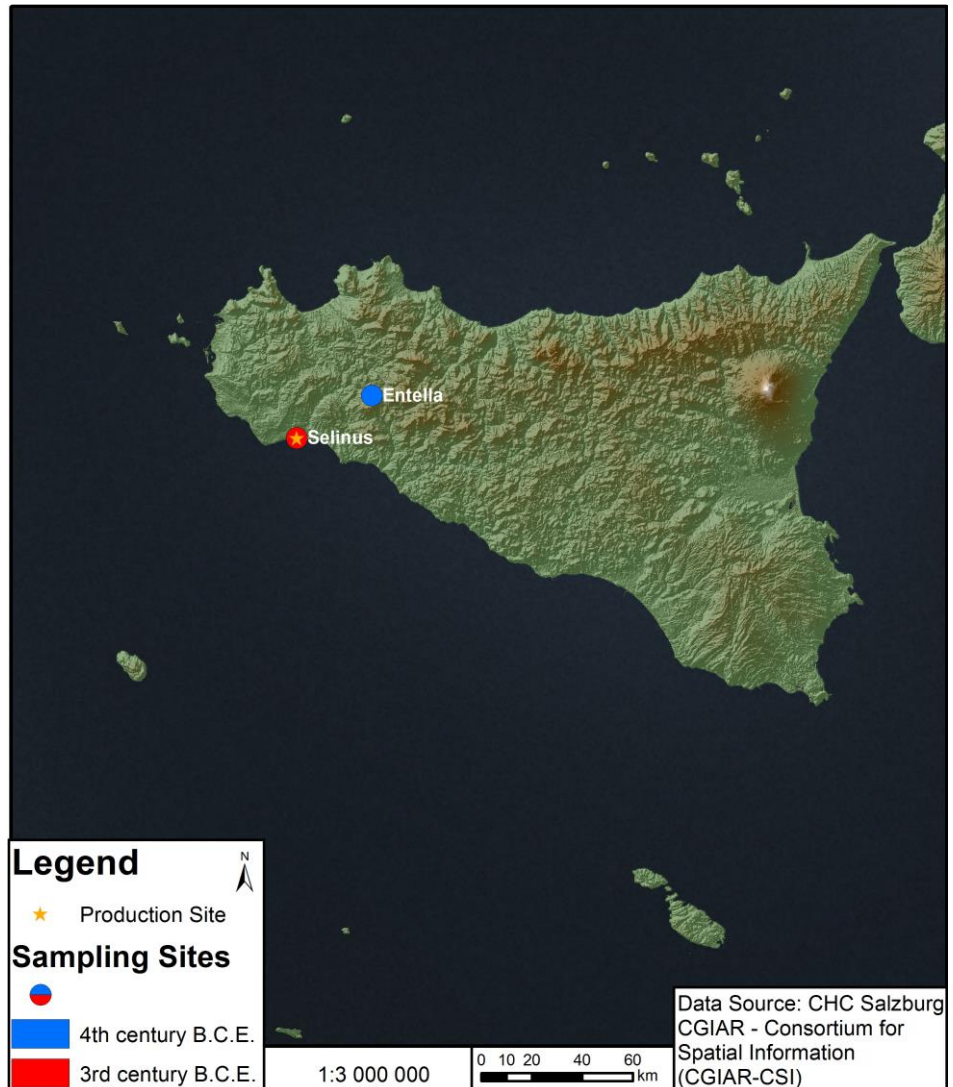 Entella
Selinus
Legend
N
Production Site
Sampling Sites
4th century B.C.E.
3rd century B.C.E.
1:3 000 000
0 10 20 40 60
km
Data Source: CHC Salzburg
CGIAR - Consortium for
Spatial Information
(CGIAR-CSI)